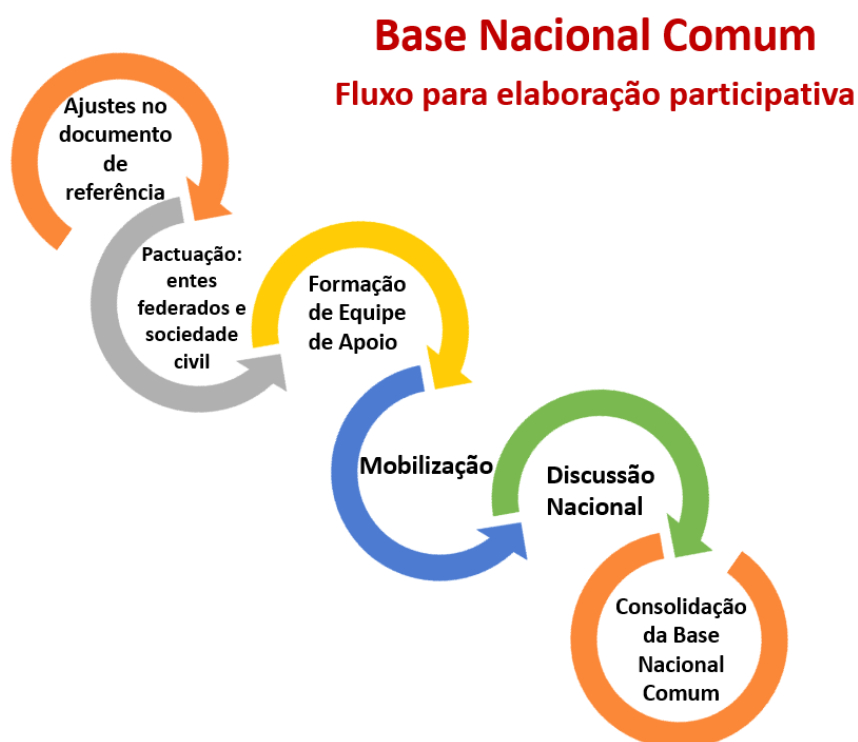 Base Nacional Comum
Fluxo para elaboração participativa
Ajustes no
documento
de
referência
Pactuação:
entes
federados e
sociedade
civil
Formação
de Equipe
de Apoio
Mobilização
Discussão
Nacional
Consolidação
da Base
Nacional
Comum